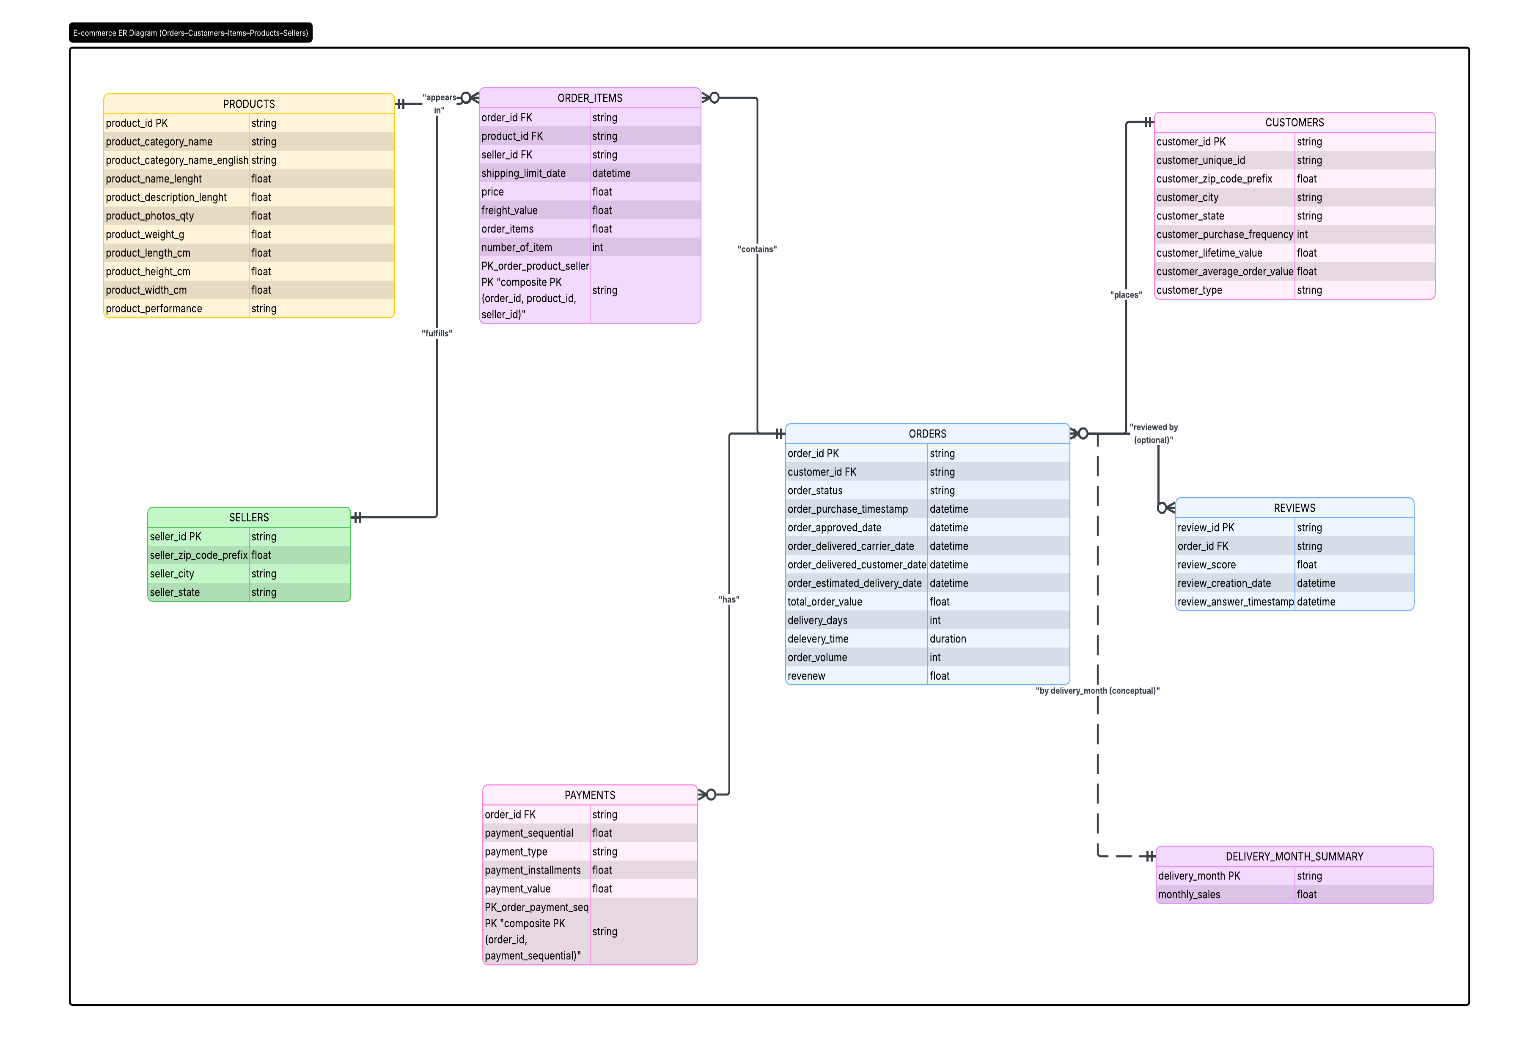 E-commerce ER Diagram (Orders–Customers–Items–Products–Sellers)
PRODUCTS
product_id PK string
product_category_name string
product_category_name_english string
product_name_lenght float
product_description_lenght float
product_photos_qty float
product_weight_g float
product_length_cm float
product_height_cm float
product_width_cm float
product_performance string
"appears
in"
ORDER_ITEMS
order_id FK string
product_id FK string
seller_id FK string
shipping_limit_date datetime
price float
freight_value float
order_items float
number_of_item int
PK_order_product_seller
PK "composite PK
(order_id, product_id,
seller_id)"
string
"contains"
CUSTOMERS
customer_id PK string
customer_unique_id string
customer_zip_code_prefix float
customer_city string
customer_state string
customer_purchase_frequency int
customer_lifetime_value float
customer_average_order_value float
customer_type string
"places"
"fulfills"
SELLERS
seller_id PK string
seller_zip_code_prefix float
seller_city string
seller_state string
ORDERS
order_id PK string
customer_id FK string
order_status string
order_purchase_timestamp datetime
order_approved_date datetime
order_delivered_carrier_date datetime
order_delivered_customer_date datetime
order_estimated_delivery_date datetime
total_order_value float
delivery_days int
delevery_time duration
order_volume int
revenew float
"reviewed by
(optional)"
REVIEWS
review_id PK string
order_id FK string
review_score float
review_creation_date datetime
review_answer_timestamp datetime
"has"
"by delivery_month (conceptual)"
PAYMENTS
order_id FK string
payment_sequential float
payment_type string
payment_installments float
payment_value float
PK_order_payment_seq
PK "composite PK
(order_id,
payment_sequential)"
string
DELIVERY_MONTH_SUMMARY
delivery_month PK string
monthly_sales float